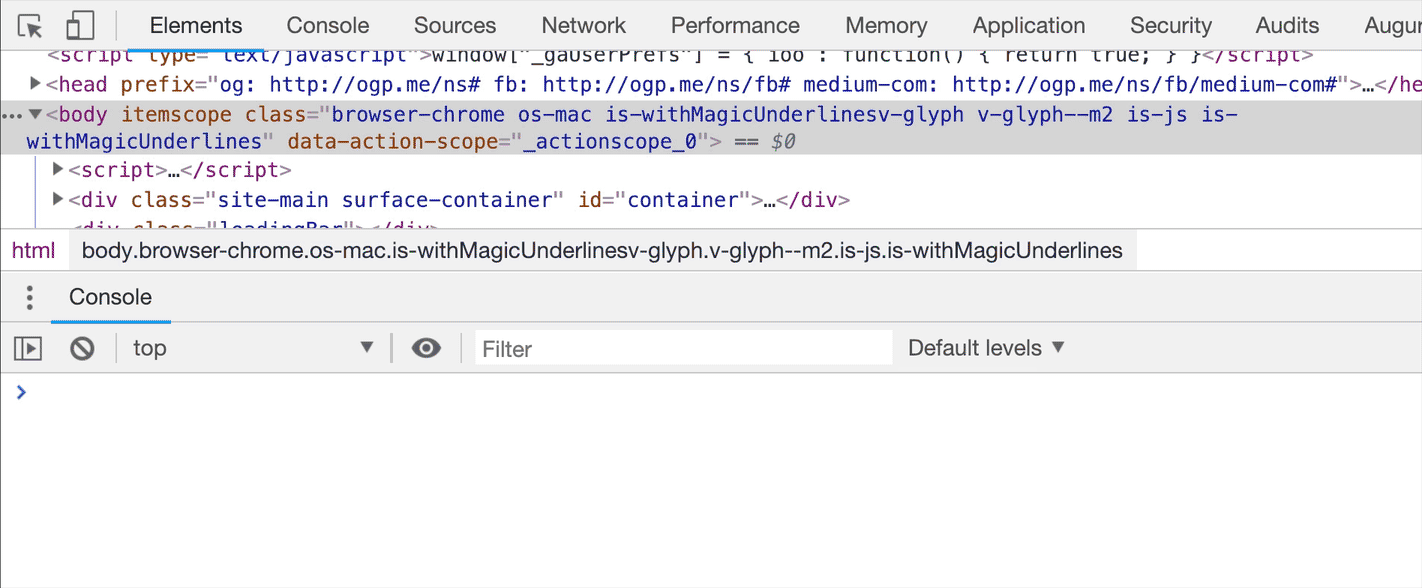 Elements Console Sources Network Performance Memory Application Security Audits Augur
<script type="text/javascript">window["_gaUserPrefs"] = { ioo : function() { return true; } }</script>
▶<head prefix="og: http://ogp.me/ns# fb: http://ogp.me/ns/fb# medium-com: http://ogp.me/ns/fb/medium-com#">…</he
…▼<body itemscope class="browser-chrome os-mac is-withMagicUnderlinesv-glyph v-glyph--m2 is-js is-
withMagicUnderlines" data-action-scope="_actionscope_0"> == $0
▶<script>…</script>
▶<div class="site-main surface-container" id="container">…</div>
<div class="loadingBar"></div>
html body.browser-chrome.os-mac.is-withMagicUnderlinesv-glyph.v-glyph--m2.is-js.is-withMagicUnderlines
Console
top ▼ Filter Default levels ▼
>